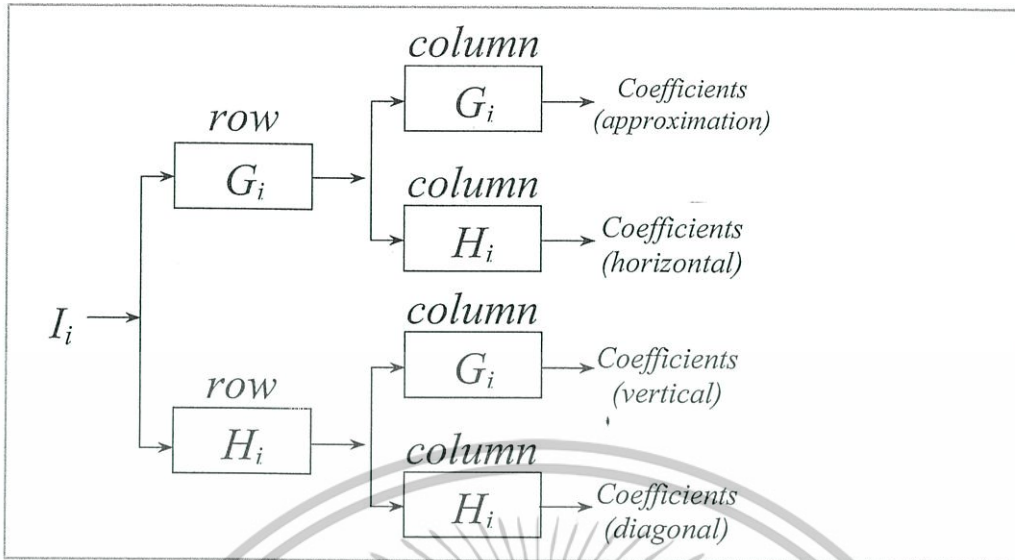 column
G_i
Coefficients
(approximation)
row
G_i
column
H_i
Coefficients
(horizontal)
I_i
column
G_i
Coefficients
(vertical)
row
H_i
column
H_i
Coefficients
(diagonal)